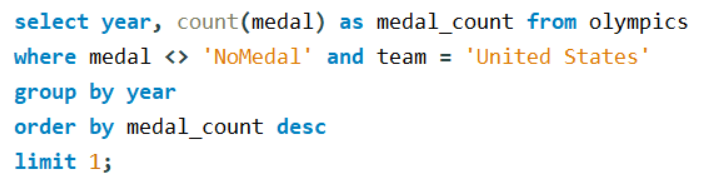 select year, count(medal) as medal_count from olympics
where medal <> 'NoMedal' and team = 'United States'
group by year
order by medal_count desc
limit 1;